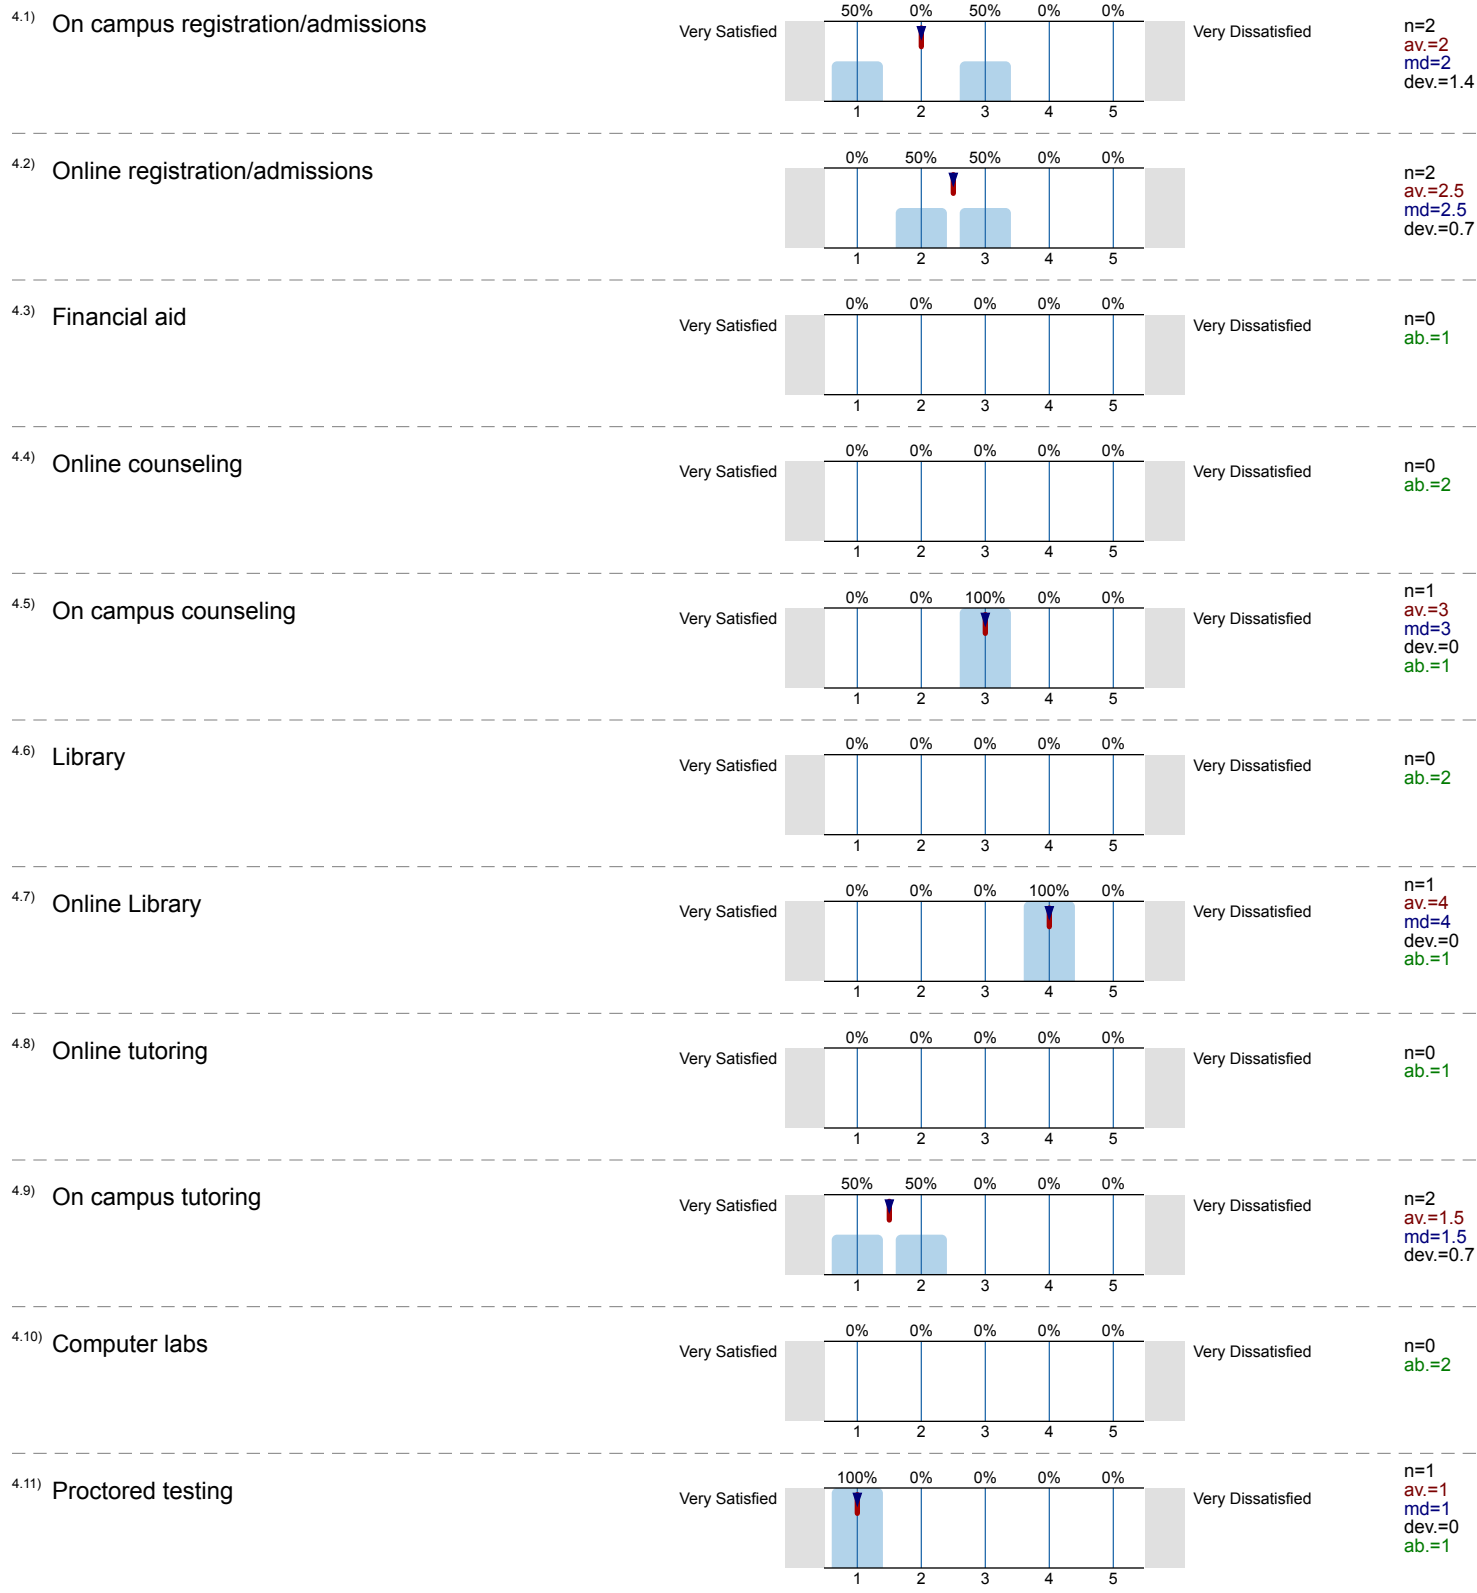 4.1) On campus registration/admissions
50% 0% 50% 0% 0%
Very Satisfied Very Dissatisfied
1 2 3 4 5
n=2
av.=2
md=2
dev.=1.4
4.2) Online registration/admissions
0% 50% 50% 0% 0%
1 2 3 4 5
n=2
av.=2.5
md=2.5
dev.=0.7
4.3) Financial aid
0% 0% 0% 0% 0%
Very Satisfied Very Dissatisfied
1 2 3 4 5
n=0
ab.=1
4.4) Online counseling
0% 0% 0% 0% 0%
Very Satisfied Very Dissatisfied
1 2 3 4 5
n=0
ab.=2
4.5) On campus counseling
0% 0% 100% 0% 0%
Very Satisfied Very Dissatisfied
1 2 3 4 5
n=1
av.=3
md=3
dev.=0
ab.=1
4.6) Library
0% 0% 0% 0% 0%
Very Satisfied Very Dissatisfied
1 2 3 4 5
n=0
ab.=2
4.7) Online Library
0% 0% 0% 100% 0%
Very Satisfied Very Dissatisfied
1 2 3 4 5
n=1
av.=4
md=4
dev.=0
ab.=1
4.8) Online tutoring
0% 0% 0% 0% 0%
Very Satisfied Very Dissatisfied
1 2 3 4 5
n=0
ab.=1
4.9) On campus tutoring
50% 50% 0% 0% 0%
Very Satisfied Very Dissatisfied
1 2 3 4 5
n=2
av.=1.5
md=1.5
dev.=0.7
4.10) Computer labs
0% 0% 0% 0% 0%
Very Satisfied Very Dissatisfied
1 2 3 4 5
n=0
ab.=2
4.11) Proctored testing
100% 0% 0% 0% 0%
Very Satisfied Very Dissatisfied
1 2 3 4 5
n=1
av.=1
md=1
dev.=0
ab.=1